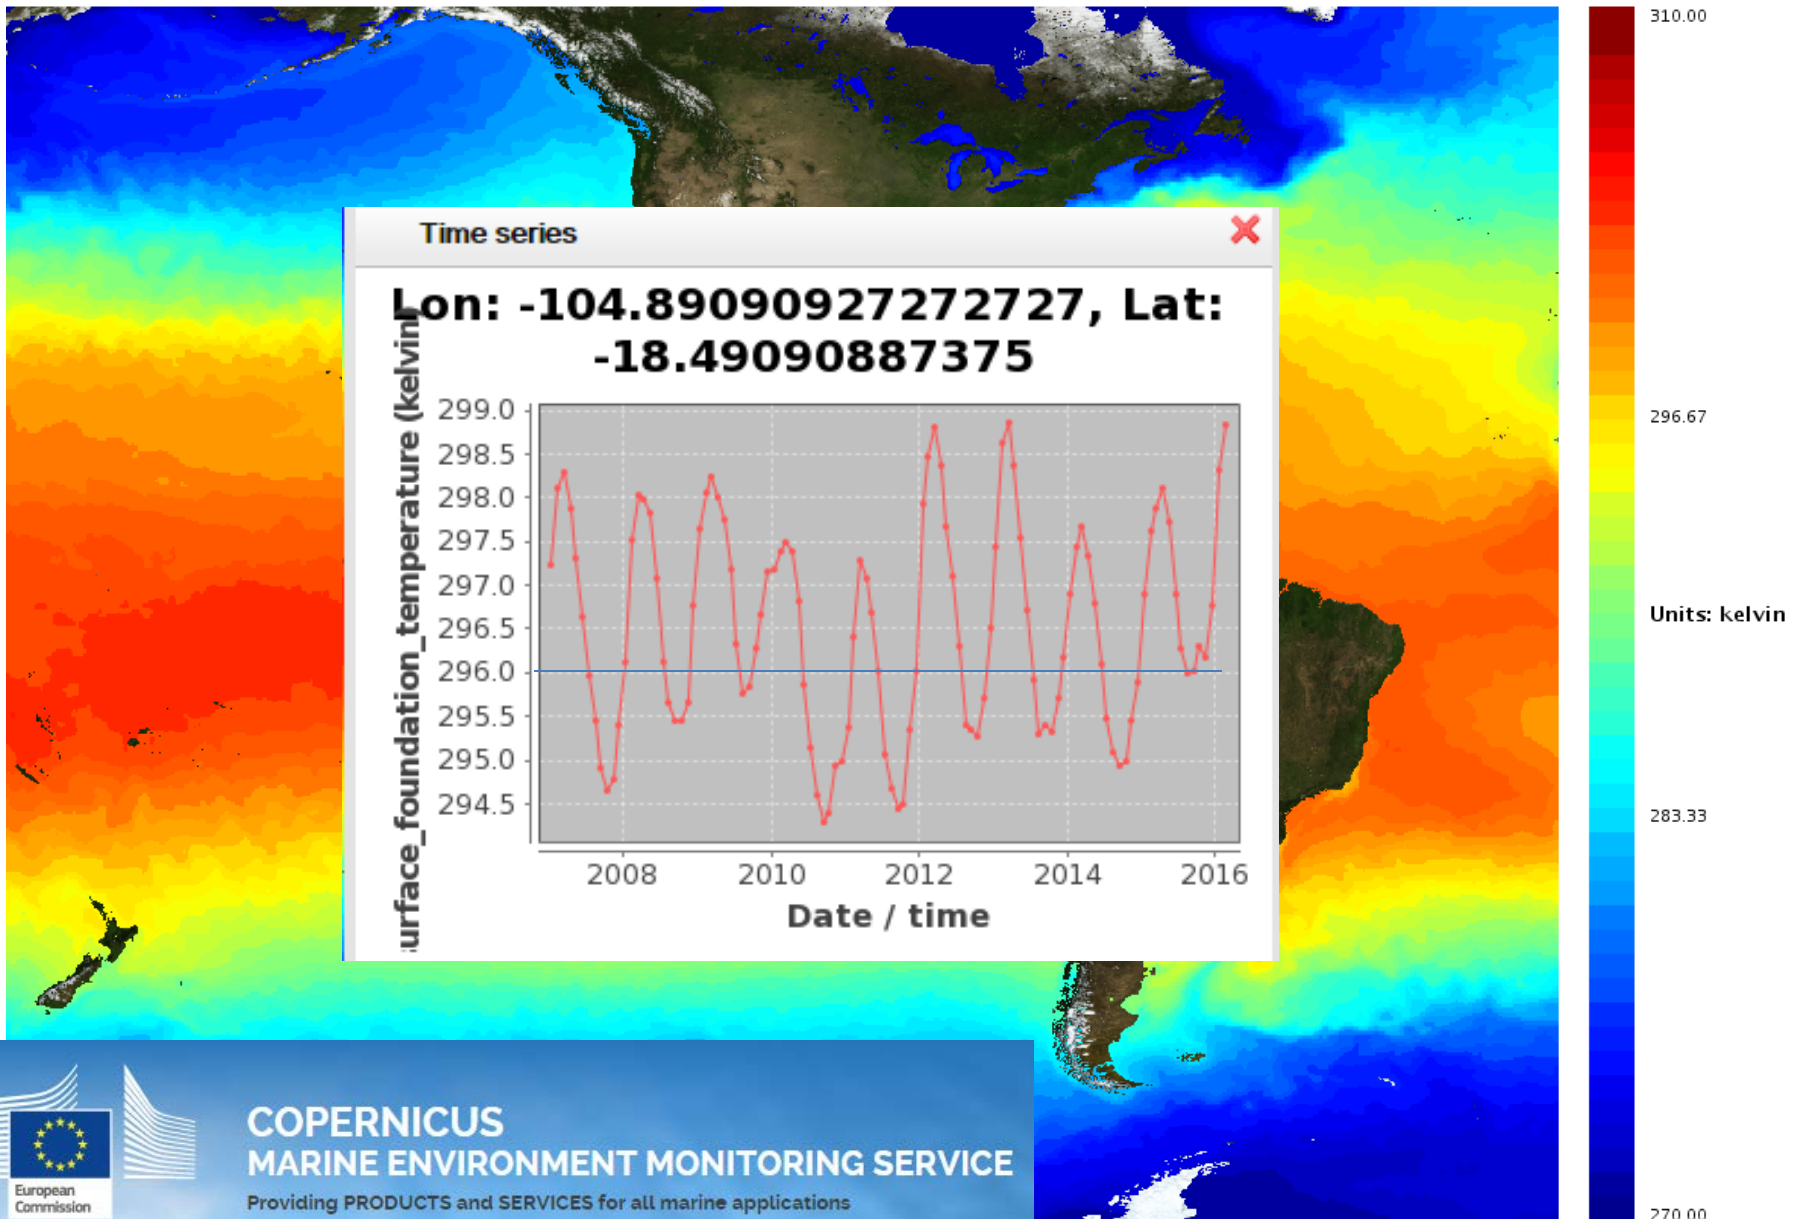 310.00
Time series
Lon: -104.89090927272727, Lat:
-18.49090887375
urface_foundation_temperature (kelvin)
299.0
298.5
298.0
297.5
297.0
296.5
296.0
295.5
295.0
294.5
2008 2010 2012 2014 2016
Date / time
296.67
Units: kelvin
283.33
270.00
COPERNICUS
MARINE ENVIRONMENT MONITORING SERVICE
Providing PRODUCTS and SERVICES for all marine applications
European
Commission